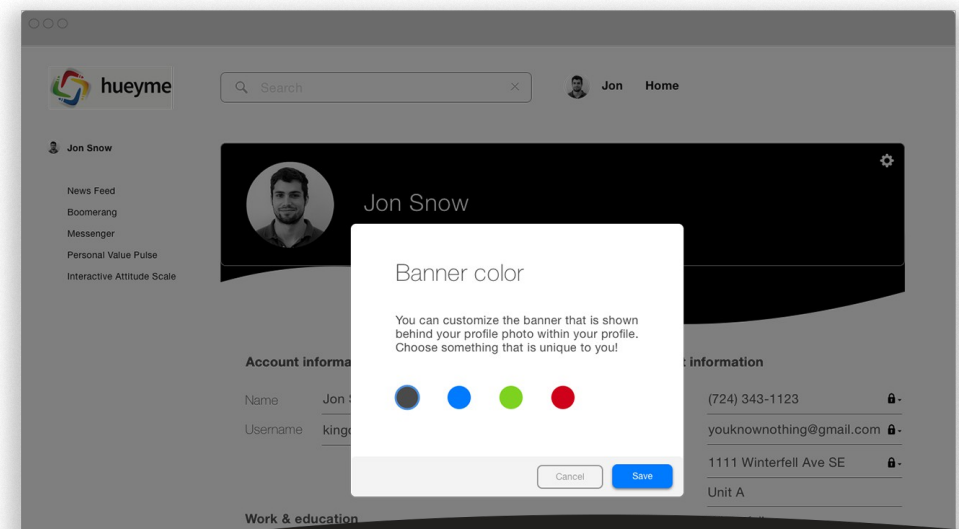 hueyme
Search
Jon Home
Jon Snow
News Feed
Boomerang
Messenger
Personal Value Pulse
Interactive Attitude Scale
Jon Snow
Banner color
You can customize the banner that is shown
behind your profile photo within your profile.
Choose something that is unique to you!
Cancel Save
Account informa
Name Jon
Username kingo
Work & education
information
(724) 343-1123
youknownothing@gmail.com
1111 Winterfell Ave SE
Unit A